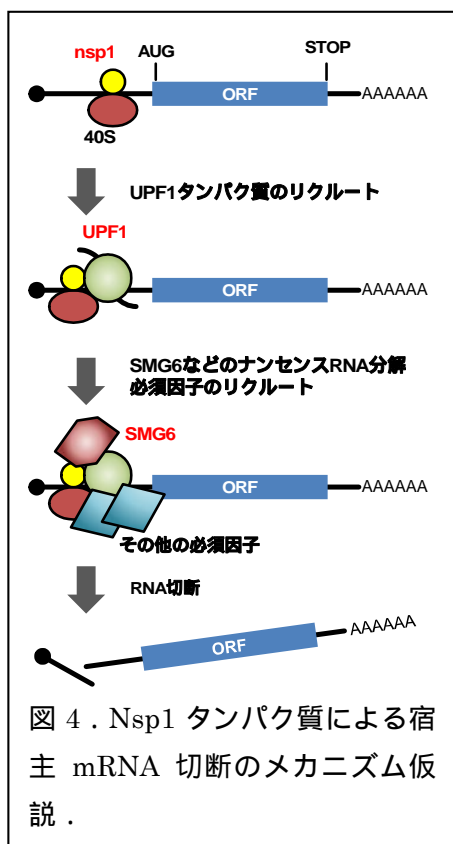 nsp1
AUG
STOP
ORF
AAAAAA
40S
UPF1タンパク質のリクルート
UPF1
ORF
AAAAAA
SMG6などのナンセンスRNA分解
必須因子のリクルート
SMG6
ORF
AAAAAA
その他の必須因子
RNA切断
ORF
AAAAAA
図 4．Nsp1 タンパク質による宿
主 mRNA 切断のメカニズム仮
説．